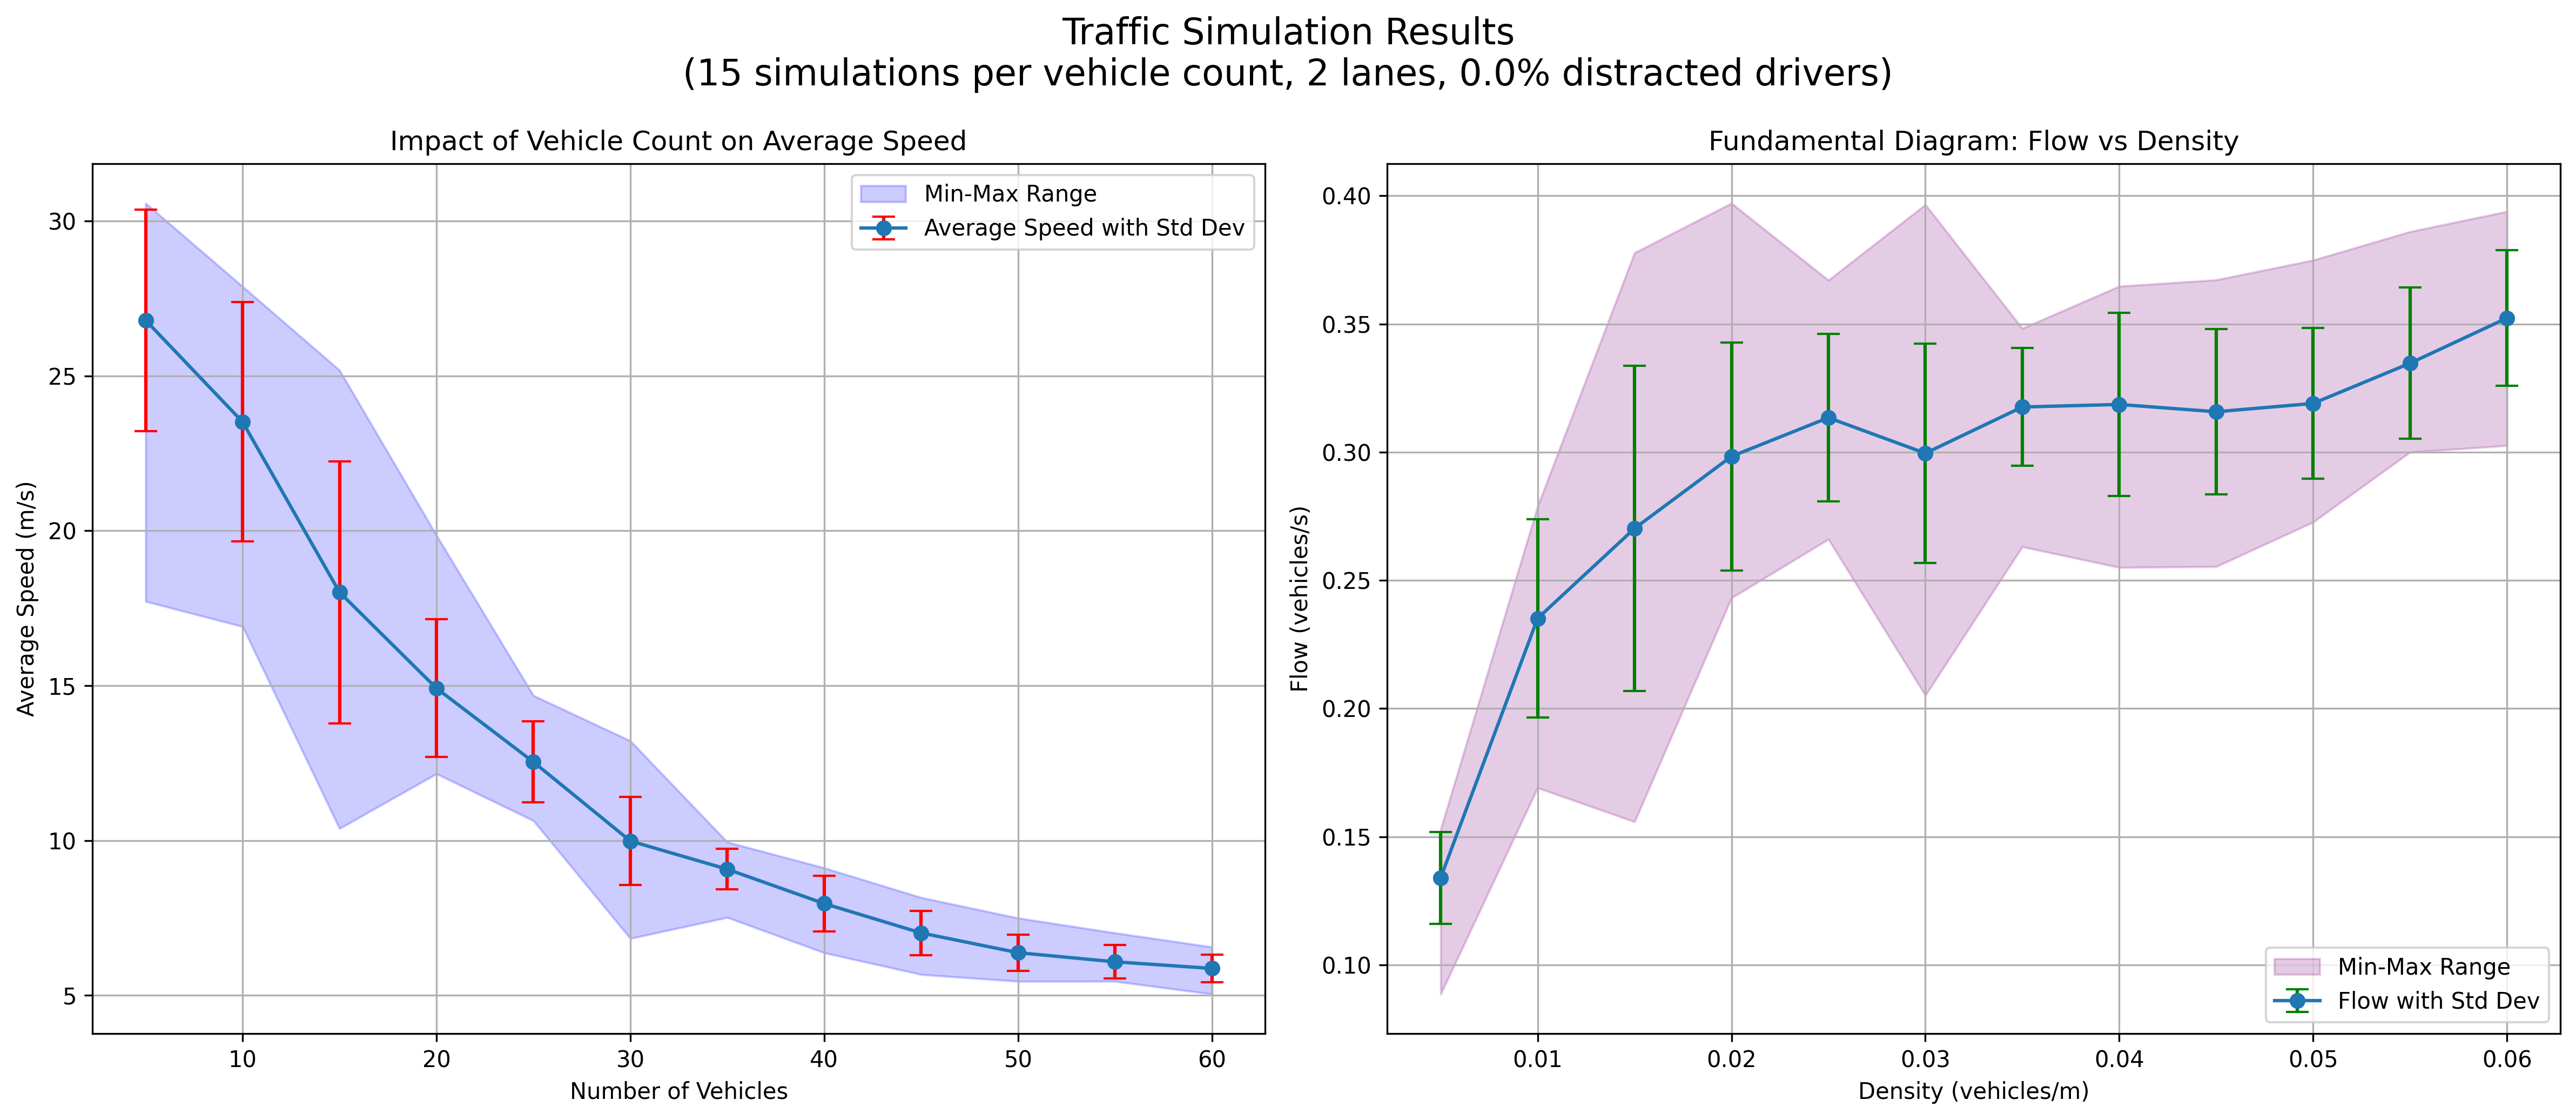 Traffic Simulation Results
(15 simulations per vehicle count, 2 lanes, 0.0% distracted drivers)
Impact of Vehicle Count on Average Speed
Min-Max Range
Average Speed with Std Dev
30
25
20
15
10
5
Average Speed (m/s)
10
20
30
40
50
60
Number of Vehicles
Fundamental Diagram: Flow vs Density
0.40
0.35
0.30
0.25
0.20
0.15
0.10
Flow (vehicles/s)
Min-Max Range
Flow with Std Dev
0.01
0.02
0.03
0.04
0.05
0.06
Density (vehicles/m)